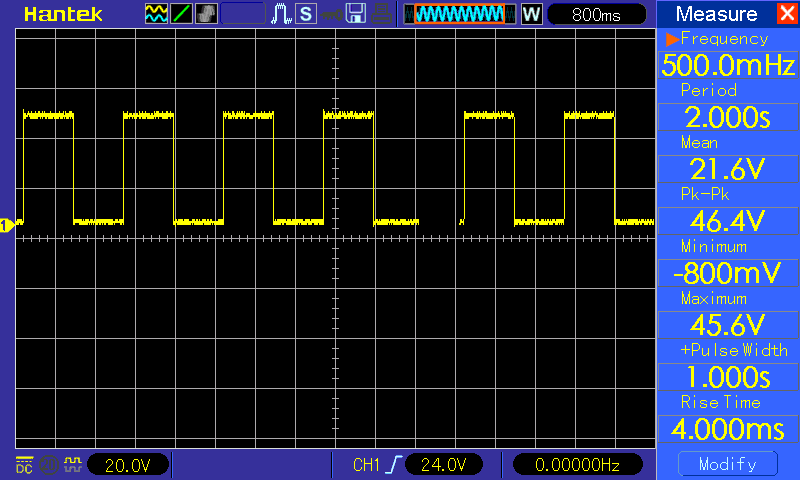 Hantek S W 800ms Measure
Frequency
500.0mHz
Period
2.000s
Mean
21.6V
Pk-Pk
46.4V
Minimum
-800mV
Maximum
45.6V
+Pulse Width
1.000s
Rise Time
4.000ms
Modify
1
DC 20.0V CH1 24.0V 0.00000Hz